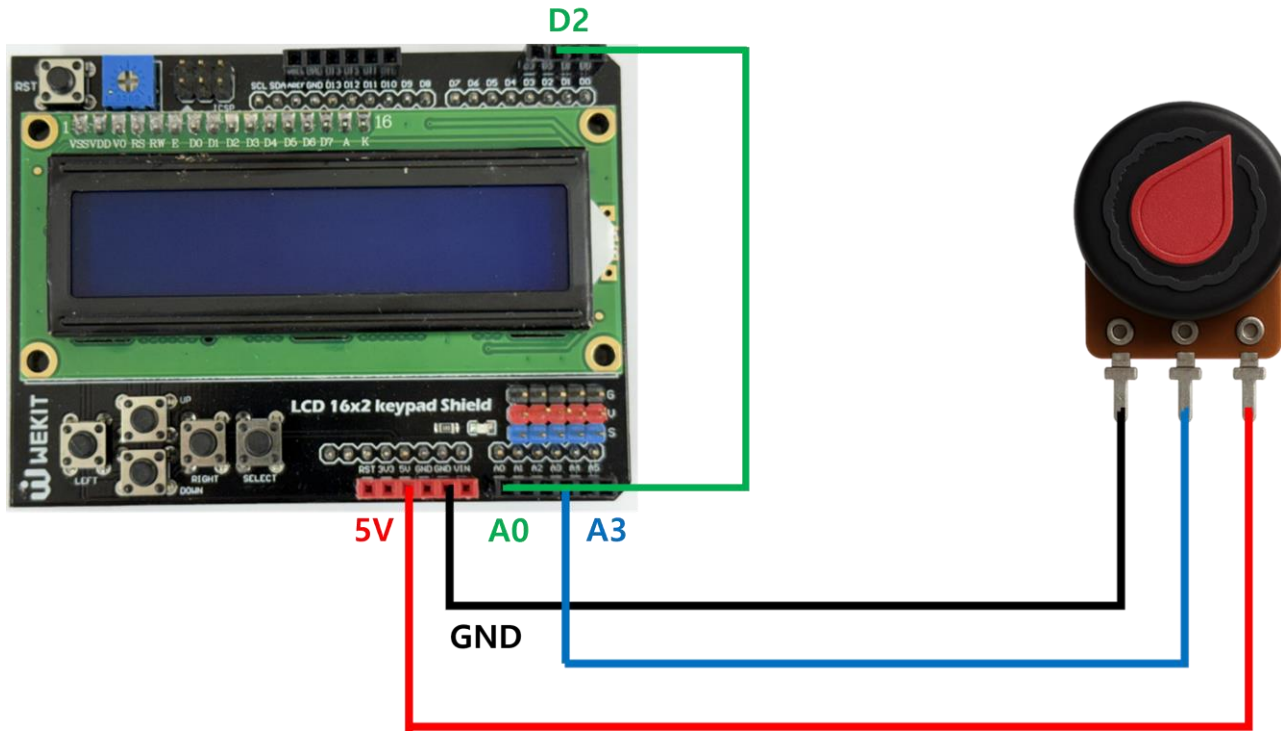 D2
RST
ICSP
SCL SDA AREF GND D13 D12 D11 D10 D9 D8
D7 D6 D5 D4 D3 D2 D1 D0
1
16
VSS VDD VO RS RW E D0 D1 D2 D3 D4 D5 D6 D7 A K
WEKIT
LCD 16x2 keypad Shield
UP
LEFT
RIGHT
SELECT
DOWN
G
V
S
RST 3V3 5V GND GND VIN
A0 A1 A2 A3 A4 A5
5V
A0
A3
GND